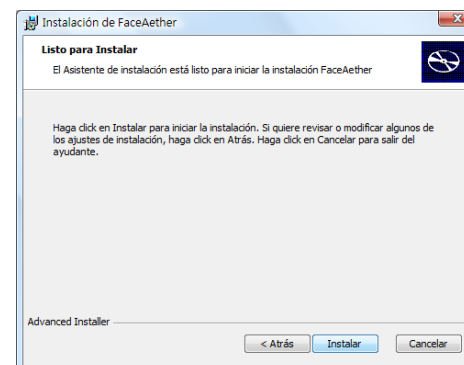 Instalación de FaceAether
Listo para Instalar
El Asistente de instalación está listo para iniciar la instalación FaceAether
Haga click en Instalar para iniciar la instalación. Si quiere revisar o modificar algunos de
los ajustes de instalación, haga click en Atrás. Haga click en Cancelar para salir del
ayudante.
Advanced Installer
< Atrás
Instalar
Cancelar